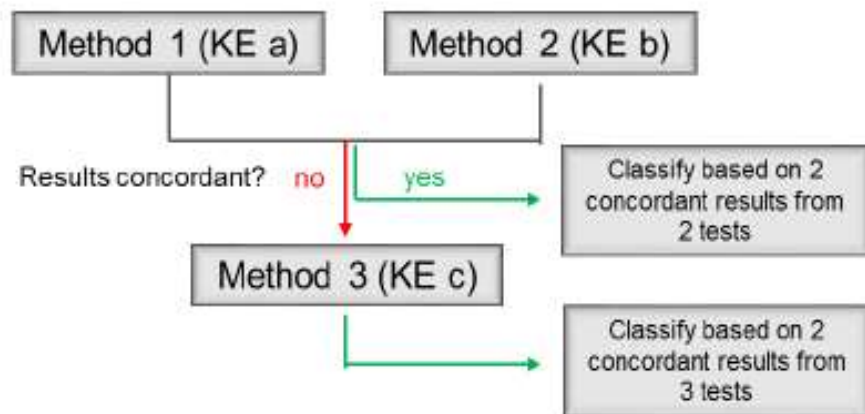 Method 1 (KE a)
Method 2 (KE b)
Results concordant? no yes
Classify based on 2
concordant results from
2 tests
Method 3 (KE c)
Classify based on 2
concordant results from
3 tests